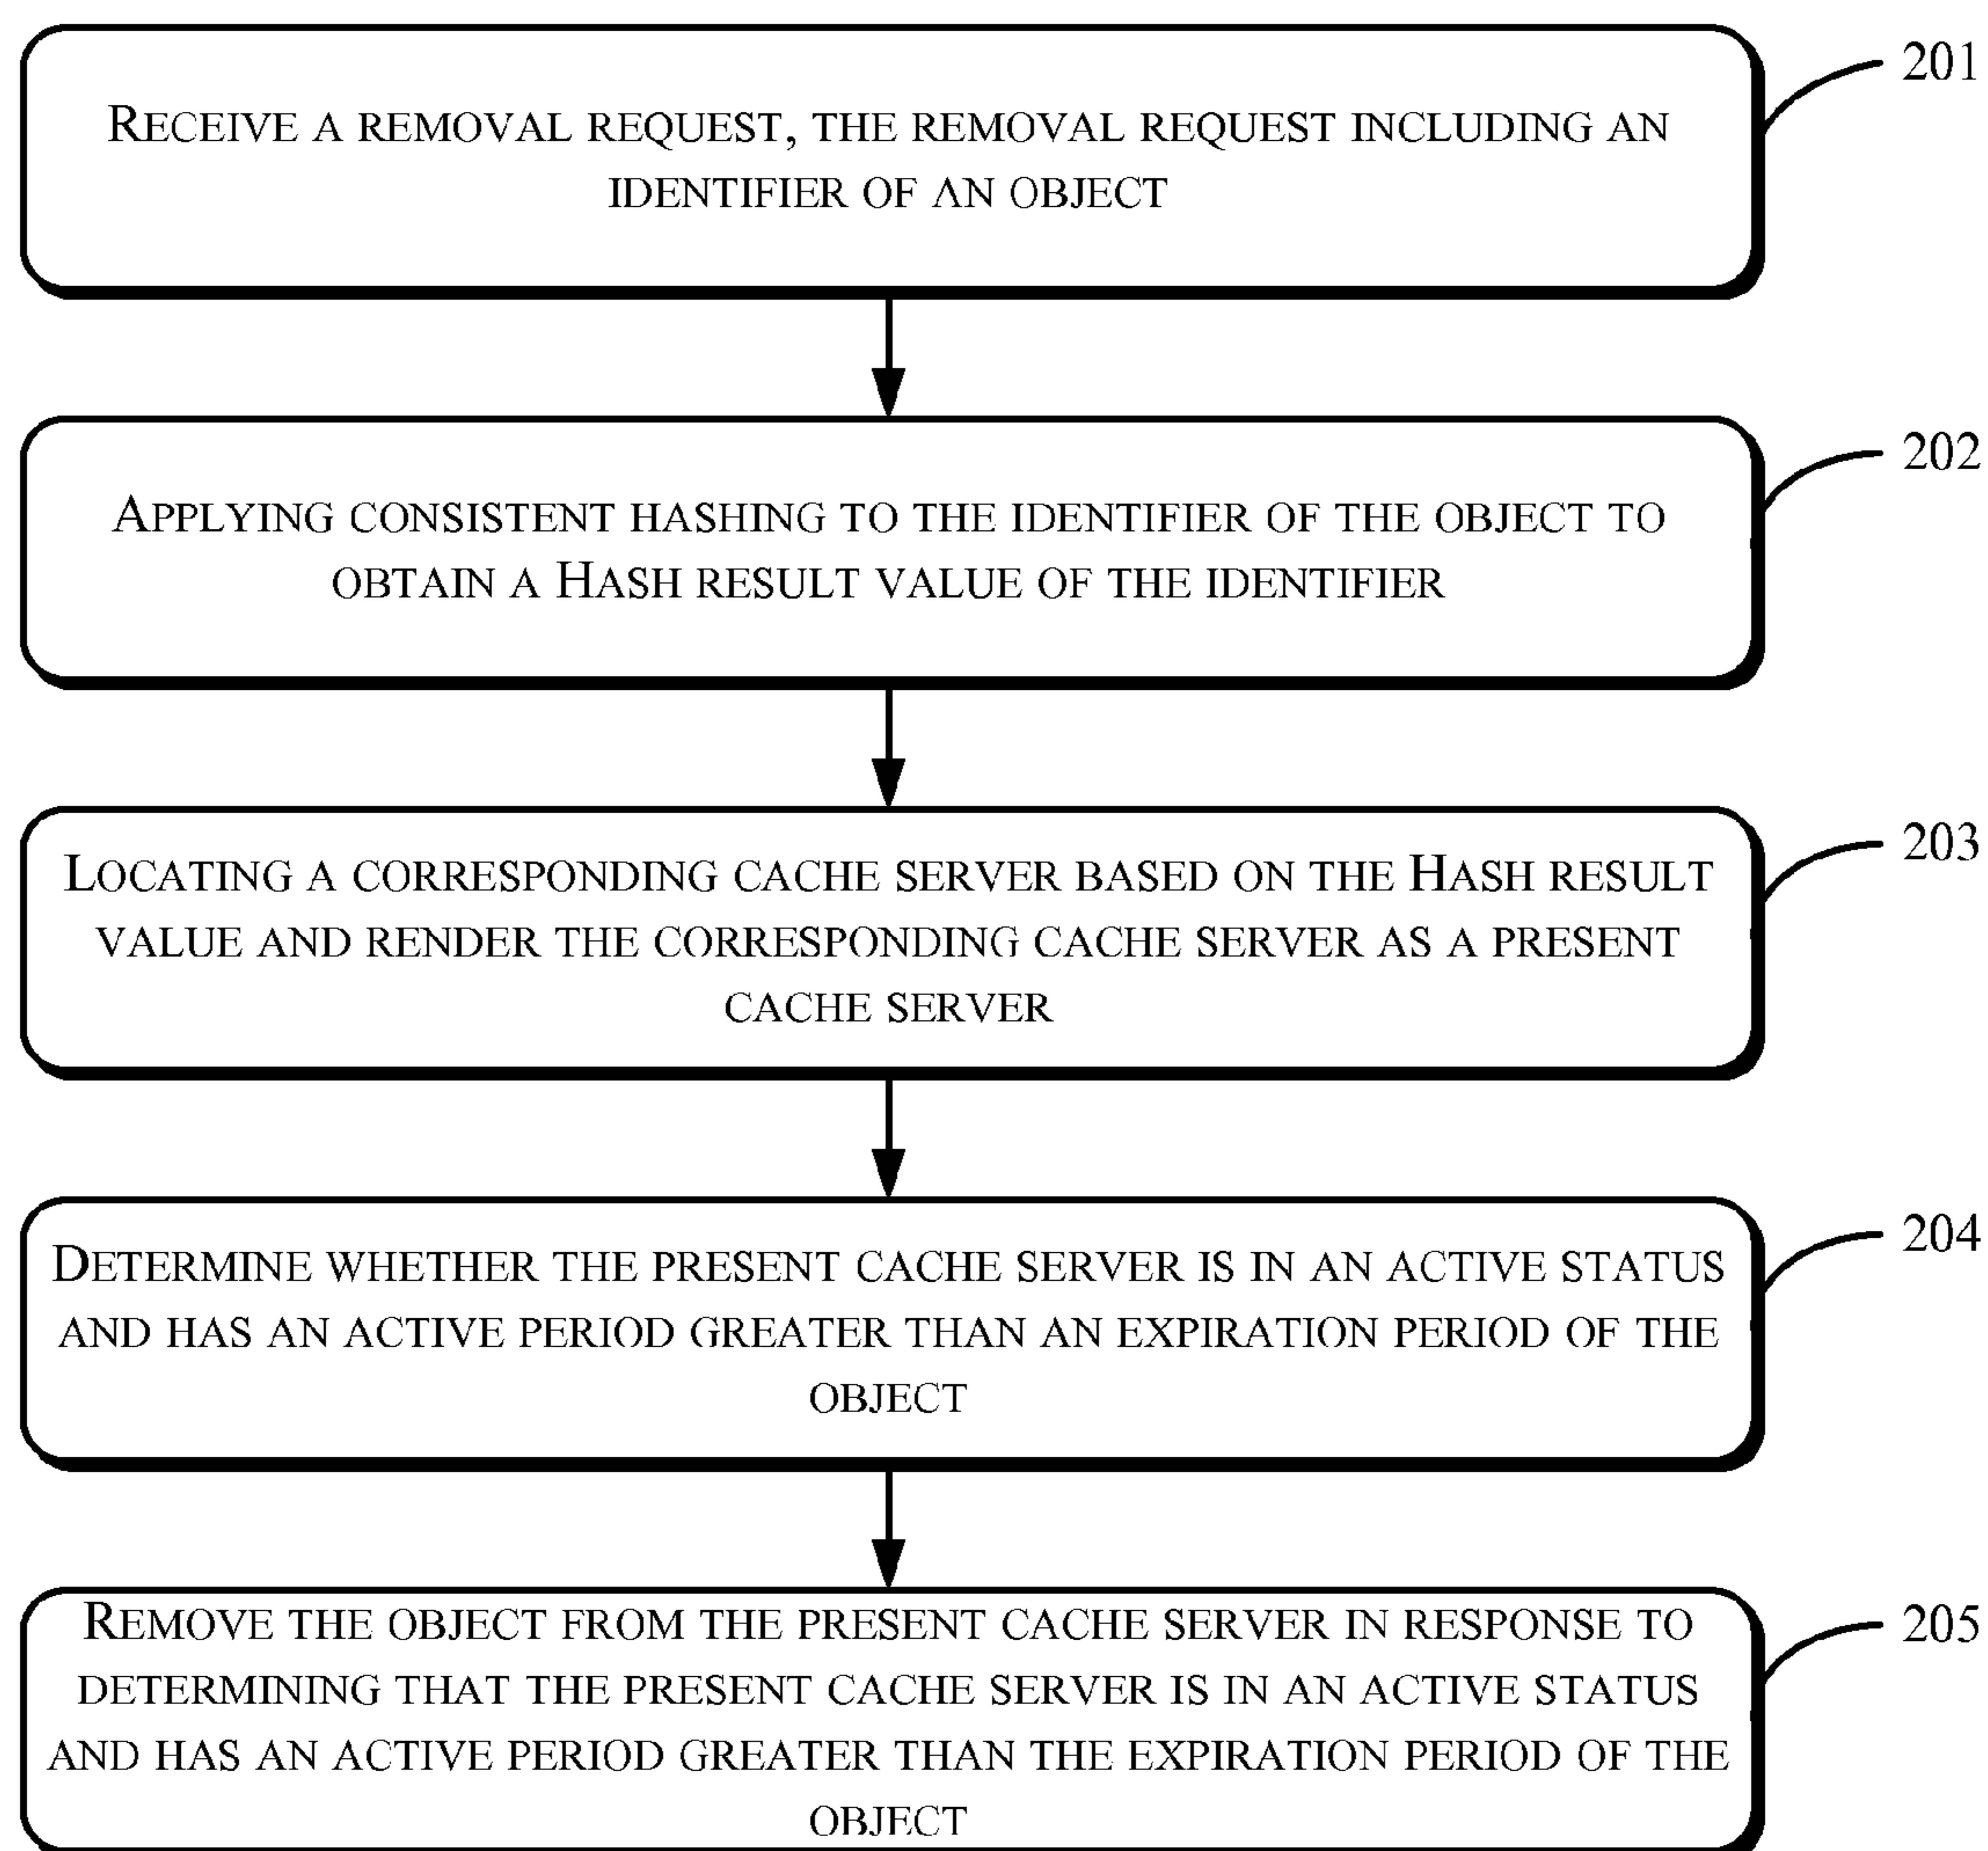 RECEIVE A REMOVAL REQUEST, THE REMOVAL REQUEST INCLUDING AN
IDENTIFIER OF AN OBJECT
201
APPLYING CONSISTENT HASHING TO THE IDENTIFIER OF THE OBJECT TO
OBTAIN A HASH RESULT VALUE OF THE IDENTIFIER
202
LOCATING A CORRESPONDING CACHE SERVER BASED ON THE HASH RESULT
VALUE AND RENDER THE CORRESPONDING CACHE SERVER AS A PRESENT
CACHE SERVER
203
DETERMINE WHETHER THE PRESENT CACHE SERVER IS IN AN ACTIVE STATUS
AND HAS AN ACTIVE PERIOD GREATER THAN AN EXPIRATION PERIOD OF THE
OBJECT
204
REMOVE THE OBJECT FROM THE PRESENT CACHE SERVER IN RESPONSE TO
DETERMINING THAT THE PRESENT CACHE SERVER IS IN AN ACTIVE STATUS
AND HAS AN ACTIVE PERIOD GREATER THAN THE EXPIRATION PERIOD OF THE
OBJECT
205